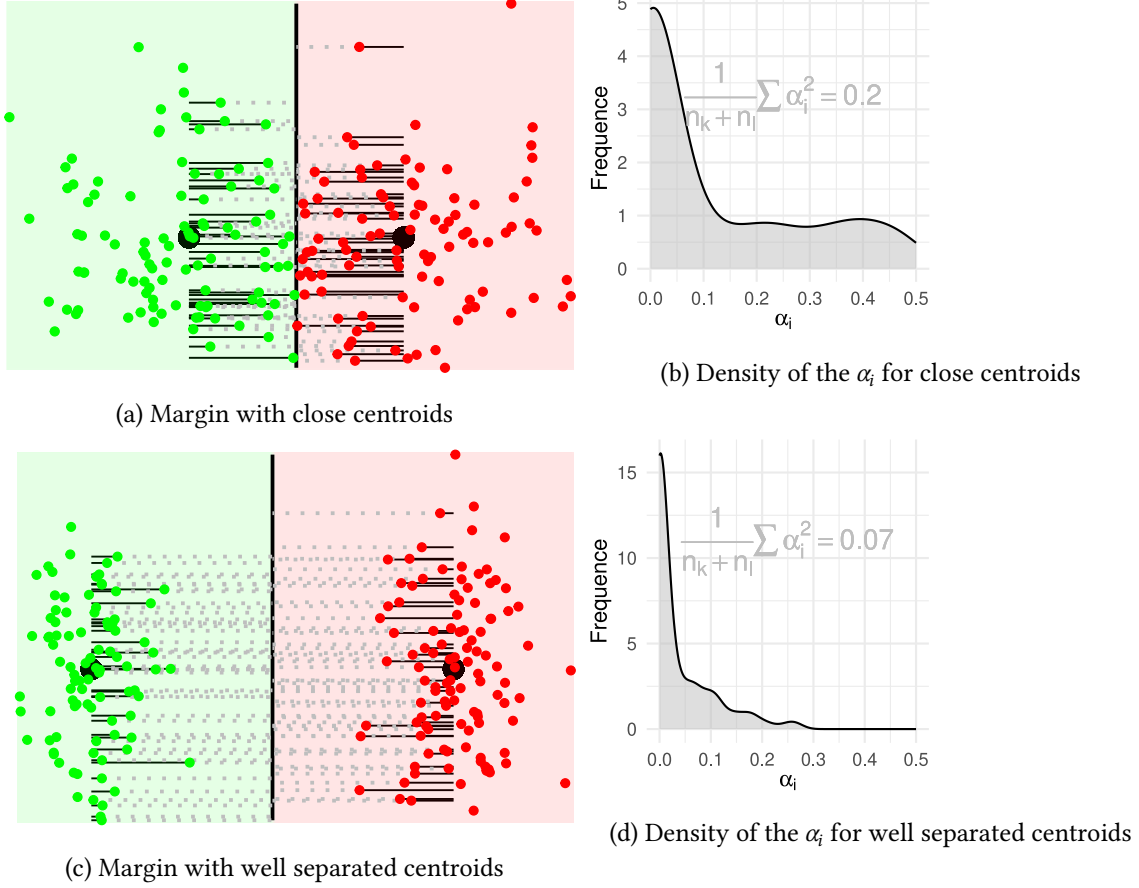 5
4
3
2
1
0
Frequence
1
n_k + n_l
∑ α_i^2 = 0.2
0.0 0.1 0.2 0.3 0.4 0.5
α_i
(a) Margin with close centroids
(b) Density of the α_i for close centroids
15
10
5
0
Frequence
1
n_k + n_l
∑ α_i^2 = 0.07
0.0 0.1 0.2 0.3 0.4 0.5
α_i
(c) Margin with well separated centroids
(d) Density of the α_i for well separated centroids